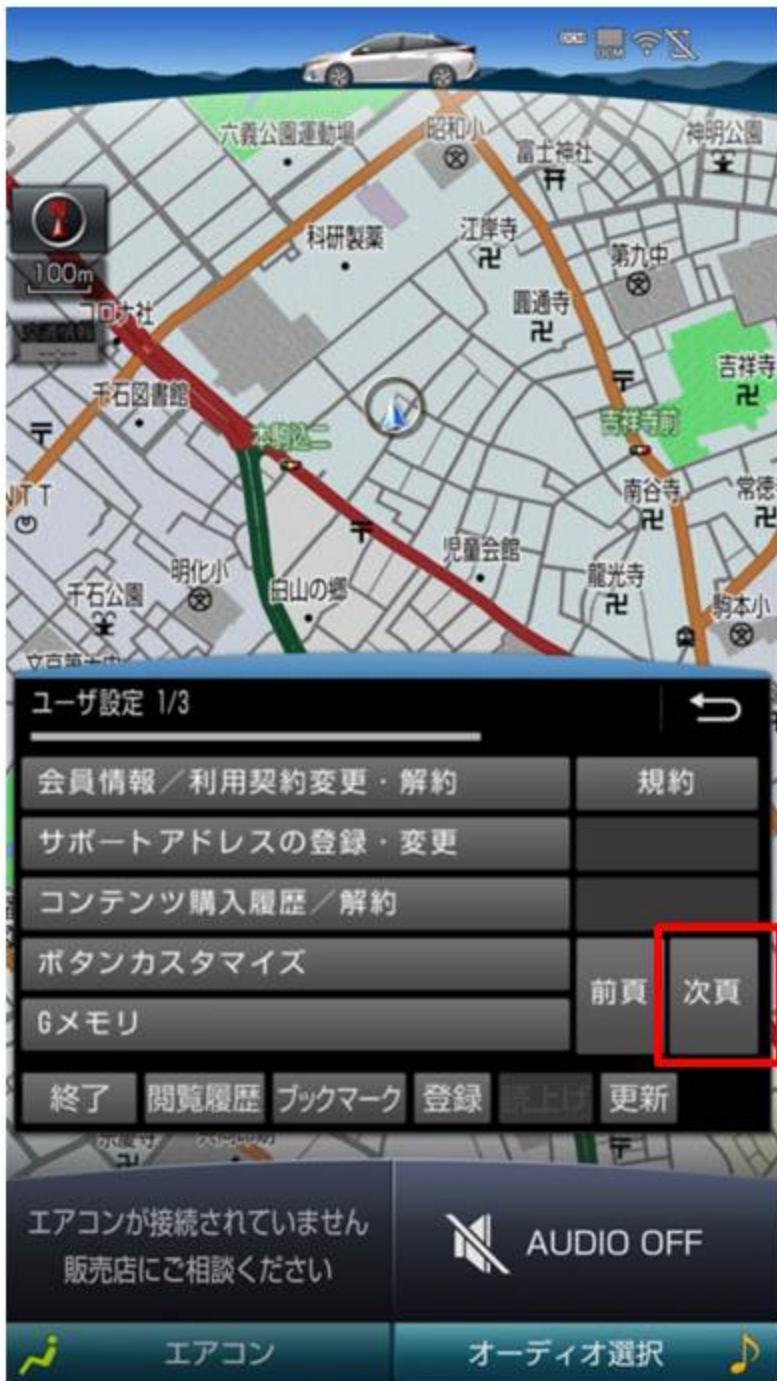 DCM
DCM
六義公園運動場
昭和小
神明公園
富士神社
科研製薬
江岸寺
第九中
100m
圓通寺
コロナ社
吉祥寺
千石図書館
本駒込二
吉祥寺前
NTT
南谷寺
常徳
児童会館
明化小
龍光寺
千石公園
白山の郷
駒本小
ユーザ設定 1/3
会員情報／利用契約変更・解約
規約
サポートアドレスの登録・変更
コンテンツ購入履歴／解約
ボタンカスタマイズ
前頁
次頁
Gメモリ
終了
閲覧履歴
ブックマーク
登録
読上げ
更新
エアコンが接続されていません
販売店にご相談ください
AUDIO OFF
エアコン
オーディオ選択